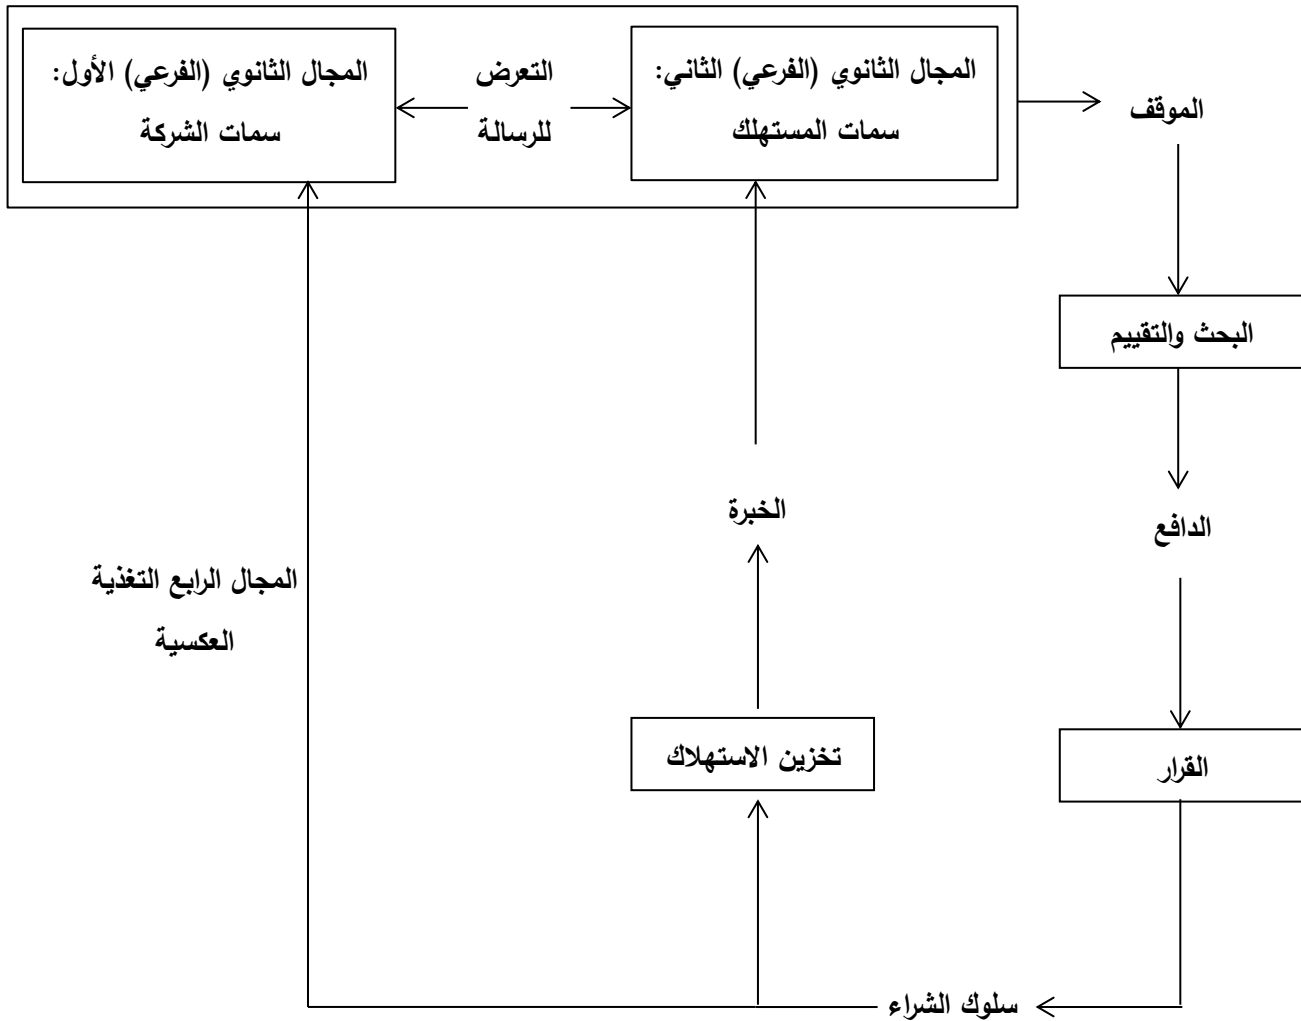 المجال الثانوي (الفرعي) الأول:
سمات الشركة
التعرض
للرسالة
المجال الثانوي (الفرعي) الثاني:
سمات المستهلك
الموقف
البحث والتقييم
الدافع
القرار
سلوك الشراء
تخزين الاستهلاك
الخبرة
المجال الرابع التغذية
العكسية